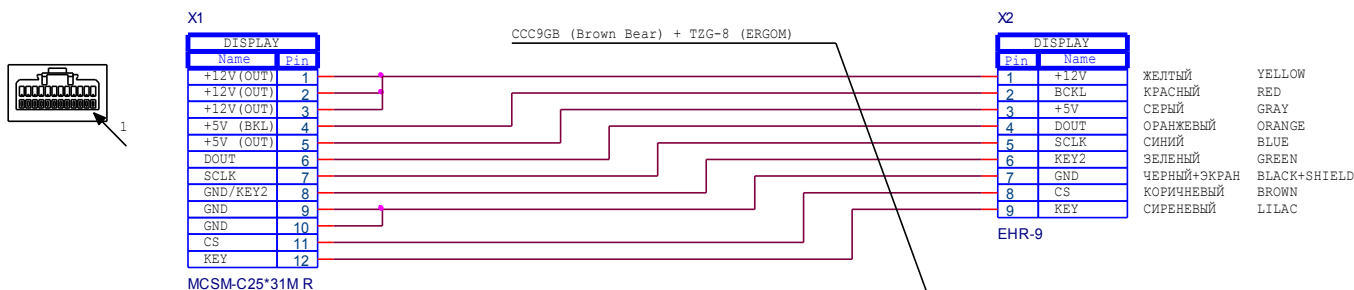 X1
DISPLAY
Name Pin
+12V(OUT) 1
+12V(OUT) 2
+12V(OUT) 3
+5V (BKL) 4
+5V (OUT) 5
DOUT 6
SCLK 7
GND/KEY2 8
GND 9
GND 10
CS 11
KEY 12
MCSM-C25*31M R
1
CCC9GB (Brown Bear) + TZG-8 (ERGOM)
X2
DISPLAY
Pin Name
1 +12V ЖЕЛТЫЙ YELLOW
2 BCKL КРАСНЫЙ RED
3 +5V СЕРЫЙ GRAY
4 DOUT ОРАНЖЕВЫЙ ORANGE
5 SCLK СИНИЙ BLUE
6 KEY2 ЗЕЛЕНЫЙ GREEN
7 GND ЧЕРНЫЙ+ЭКРАН BLACK+SHIELD
8 CS КОРИЧНЕВЫЙ BROWN
9 KEY СИРЕНЕВЫЙ LILAC
EHR-9